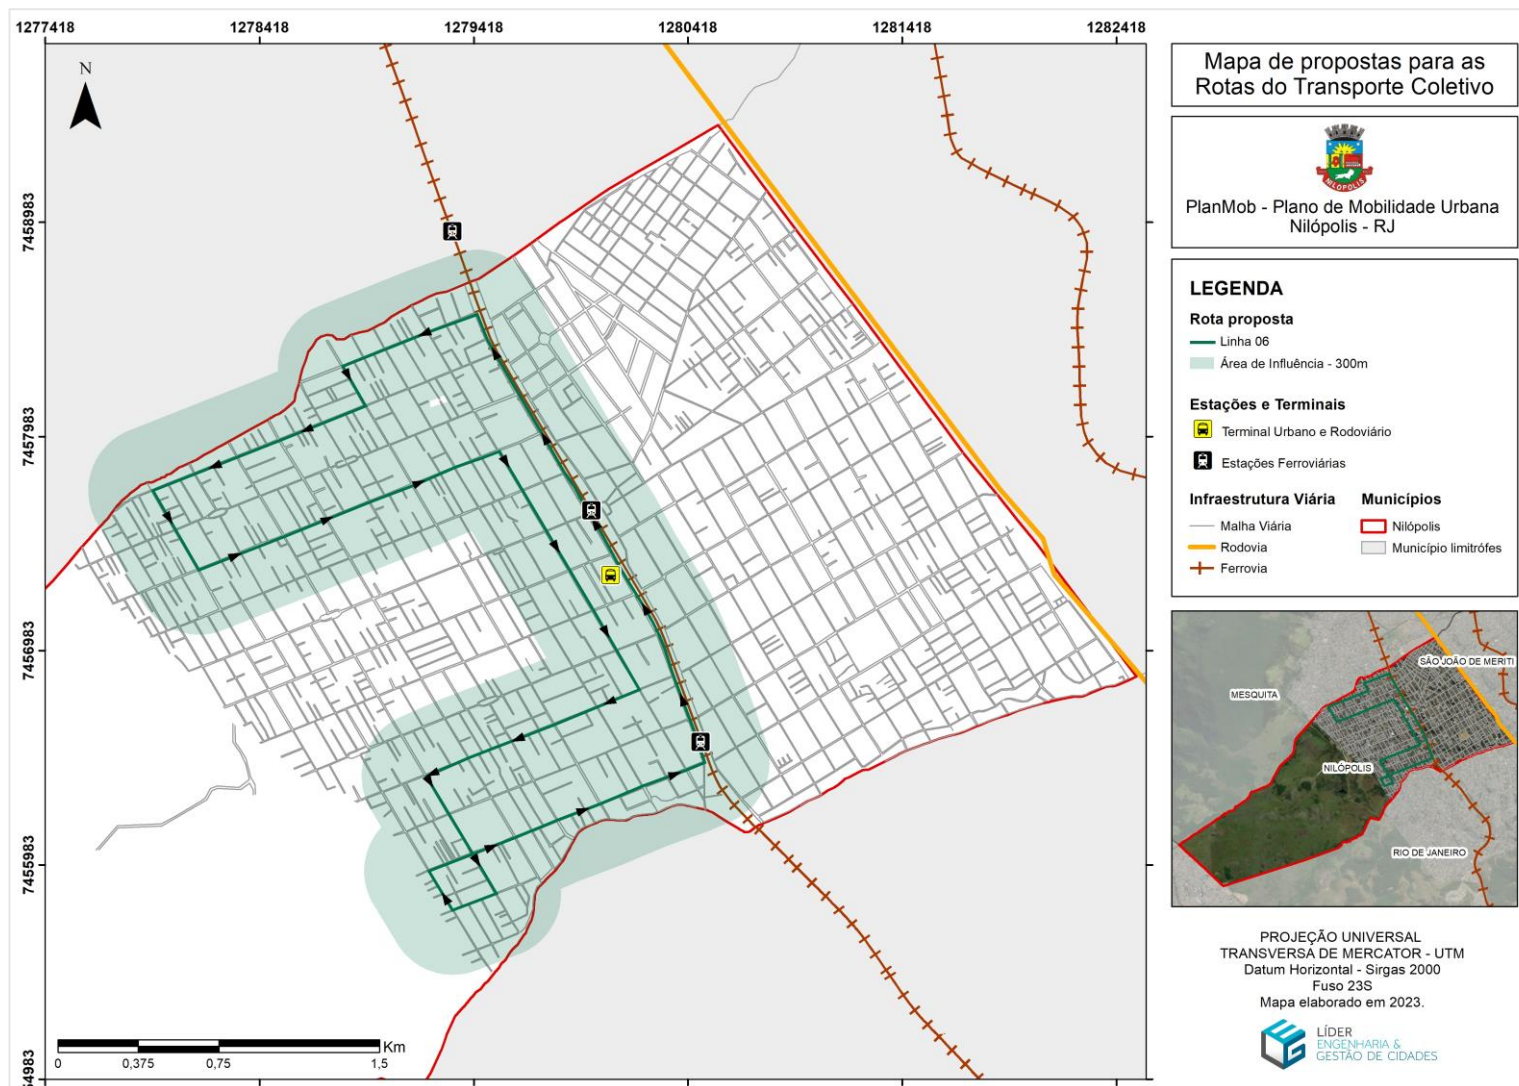 1277418
1278418
1279418
1280418
1281418
1282418
N
7458983
7457983
7456983
7455983
54983
0
0,375
0,75
1,5
Km
Mapa de propostas para as
Rotas do Transporte Coletivo
NILÓPOLIS
PlanMob - Plano de Mobilidade Urbana
Nilópolis - RJ
LEGENDA
Rota proposta
Linha 06
Área de Influência - 300m
Estações e Terminais
Terminal Urbano e Rodoviário
Estações Ferroviárias
Infraestrutura Viária
Malha Viária
Rodovia
Ferrovia
Municípios
Nilópolis
Município limitrófes
SÃO JOÃO DE MERITI
MESQUITA
NILÓPOLIS
RIO DE JANEIRO
PROJEÇÃO UNIVERSAL
TRANSVERSA DE MERCATOR - UTM
Datum Horizontal - Sirgas 2000
Fuso 23S
Mapa elaborado em 2023.
LÍDER
ENGENHARIA &
GESTÃO DE CIDADES